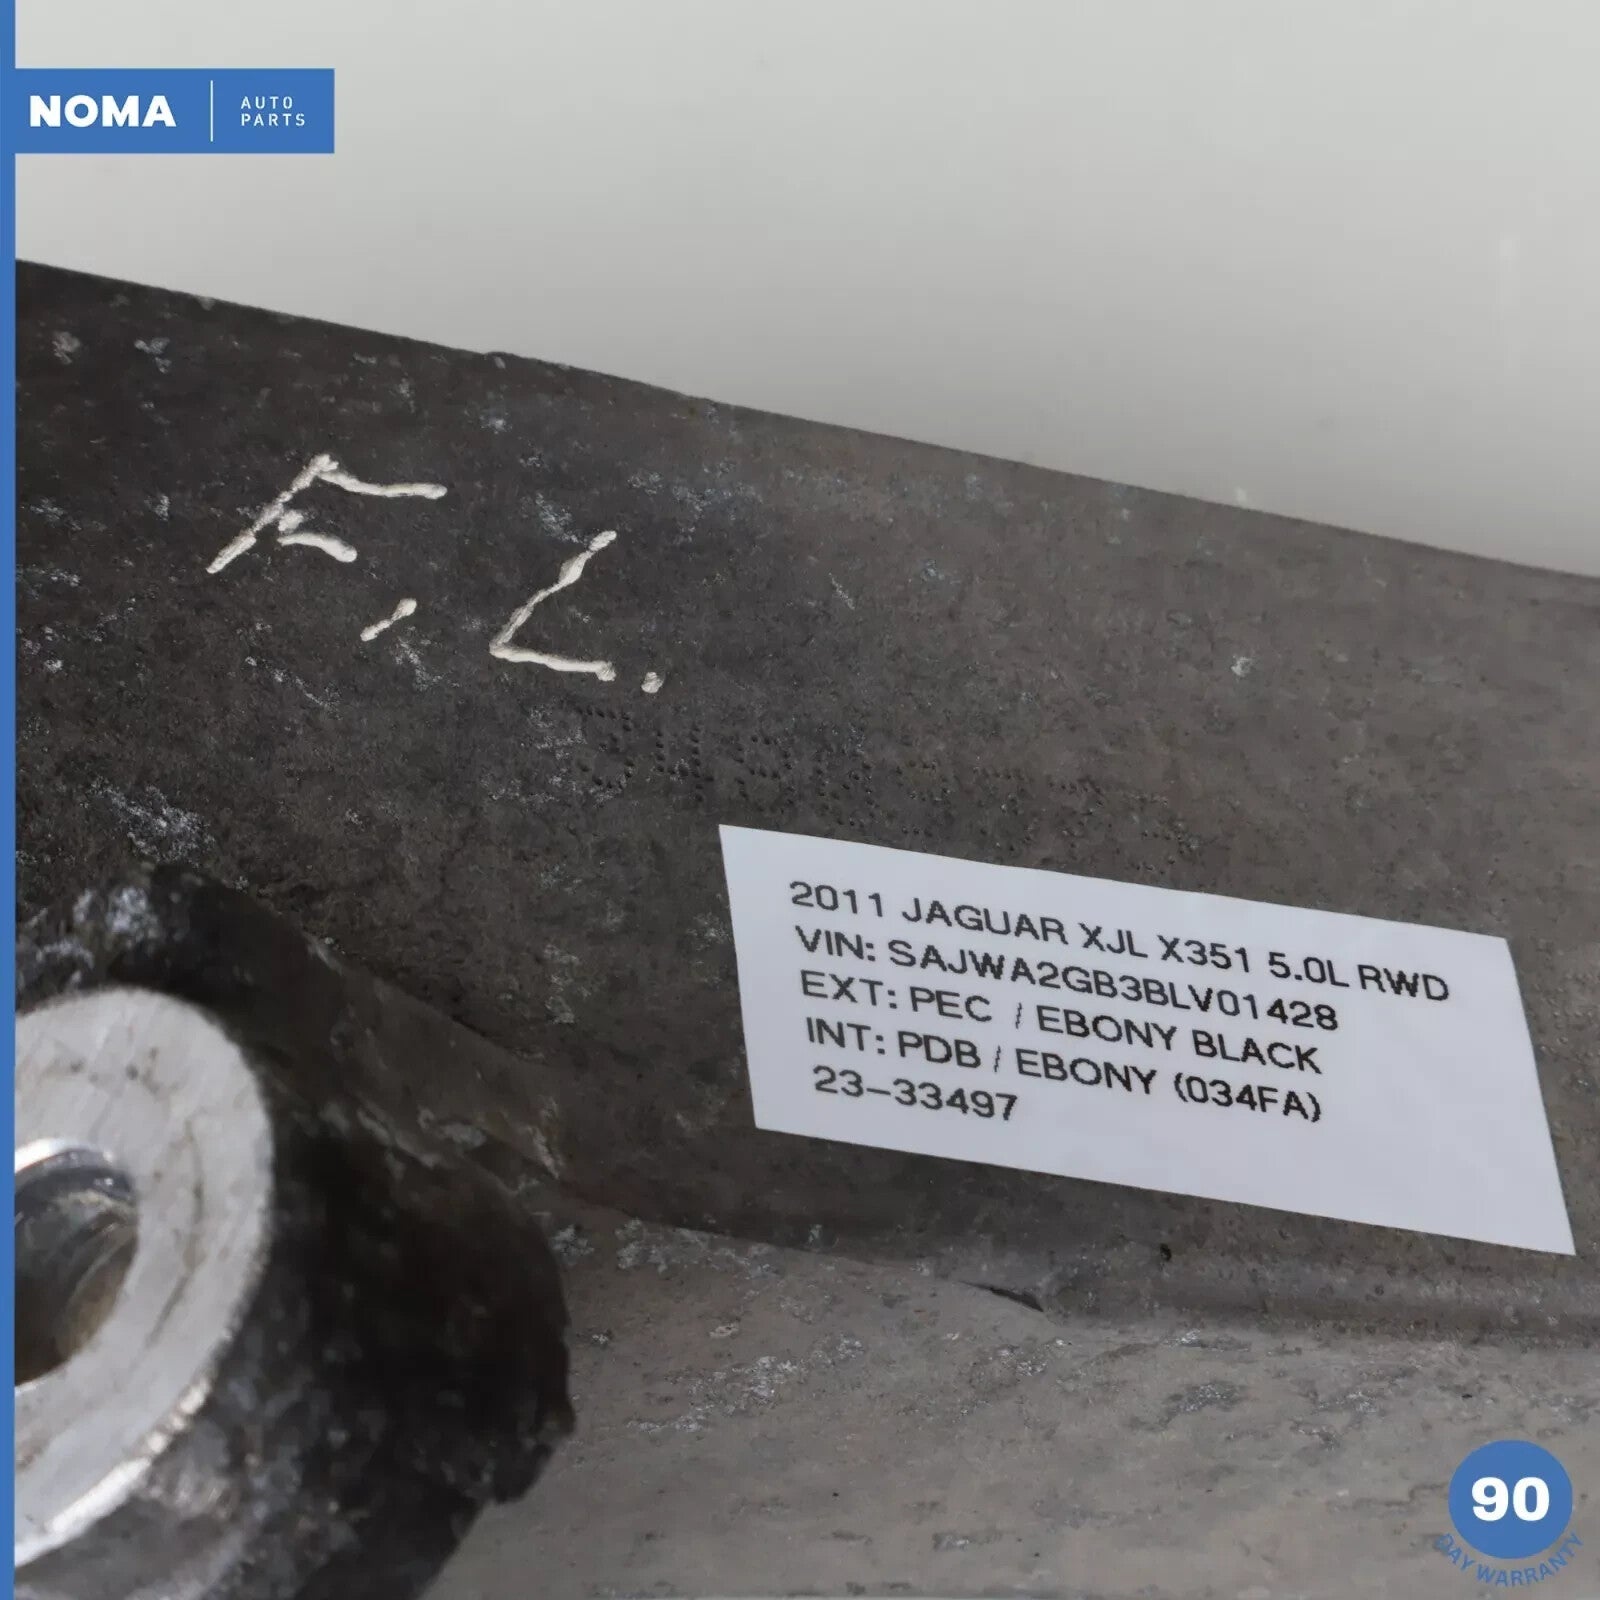 NOMA
AUTO
PARTS
F.L.
2011 JAGUAR XJL X351 5.0L RWD
VIN: SAJWA2GB3BLV01428
EXT: PEC / EBONY BLACK
INT: PDB / EBONY (034FA)
23-33497
90
DAY WARRANTY